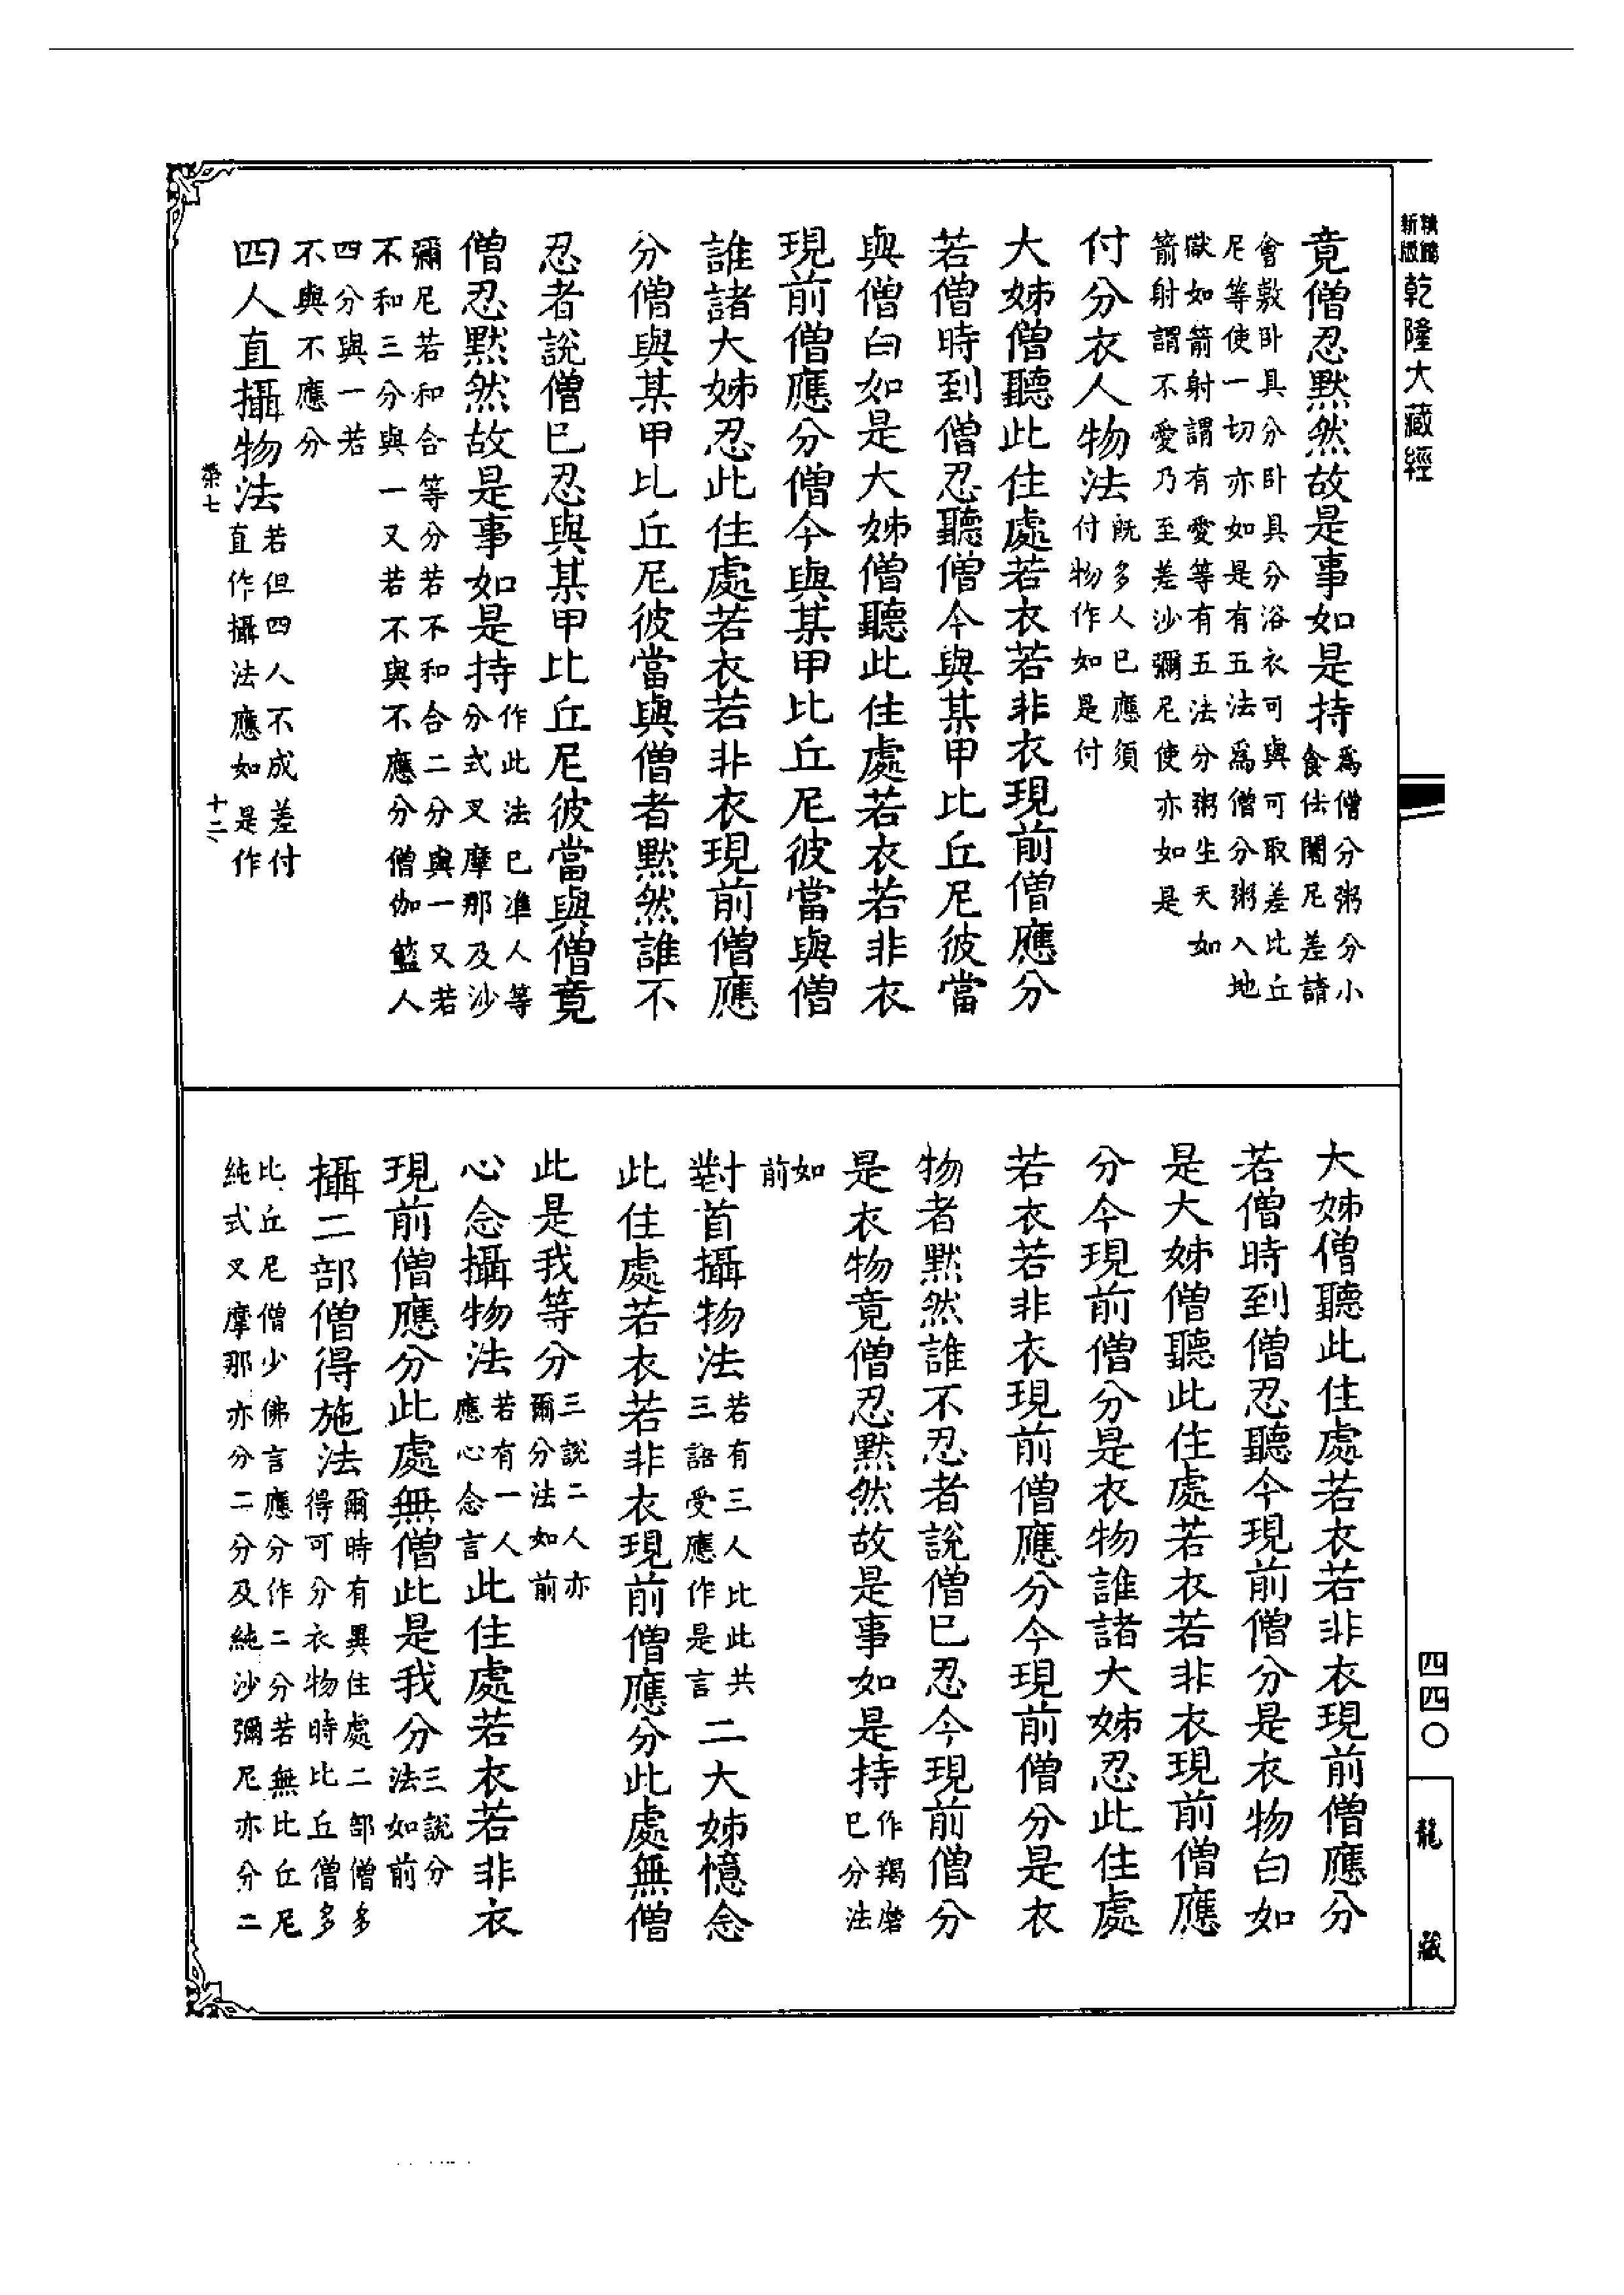 新版
乾隆大藏經
竟僧忍默然故是事如是持爲僧分粥分小
食佉闍尼差請
會敷卧具分卧具分浴衣可與可取差比丘
尼等使一切亦如是有五法爲僧分粥入地
獄如箭射謂有愛等有五法分粥生天如
箭射謂不愛乃至差沙彌尼使亦如是
付分衣人物法旣多人已應須
付物作如是付
大姊僧聽此住處若衣若非衣現前僧應分
若僧時到僧忍聽僧今與某甲比丘尼彼當
與僧白如是大姊僧聽此住處若衣若非衣
現前僧應分僧今與某甲比丘尼彼當與僧
誰諸大姊忍此住處若衣若非衣現前僧應
分僧與某甲比丘尼彼當與僧者默然誰不
忍者說僧已忍與某甲比丘尼彼當與僧竟
僧忍默然故是事如是持作此法已准人等
分式叉摩那及沙
彌尼若和合等分若不和合二分與一又若
不和三分與一又若不與不應分僧伽藍人
四分與一若
不與不應分
四人直攝物法若但四人不成差付
直作攝法應如是作
榮七
十二
大姊僧聽此住處若衣若非衣現前僧應分
若僧時到僧忍聽今現前僧分是衣物白如
是大姊僧聽此住處若衣若非衣現前僧應
分今現前僧分是衣物誰諸大姊忍此住處
若衣若非衣現前僧應分今現前僧分是衣
物者默然誰不忍者說僧已忍今現前僧分
是衣物竟僧忍默然故是事如是持作羯磨
已分法
如
前
對首攝物法若有三人比此共
三語受應作是言二大姊憶念
此住處若衣若非衣現前僧應分此處無僧
此是我等分三說二人亦
爾分法如前
心念攝物法若有一人
應心念言此住處若衣若非衣
現前僧應分此處無僧此是我分三說分
法如前
攝二部僧得施法爾時有異住處二部僧多
得可分衣物時比丘僧多
比丘尼僧少佛言應分作二分若無比丘尼
純式叉摩那亦分二分及純沙彌尼亦分二
四四〇
龍藏